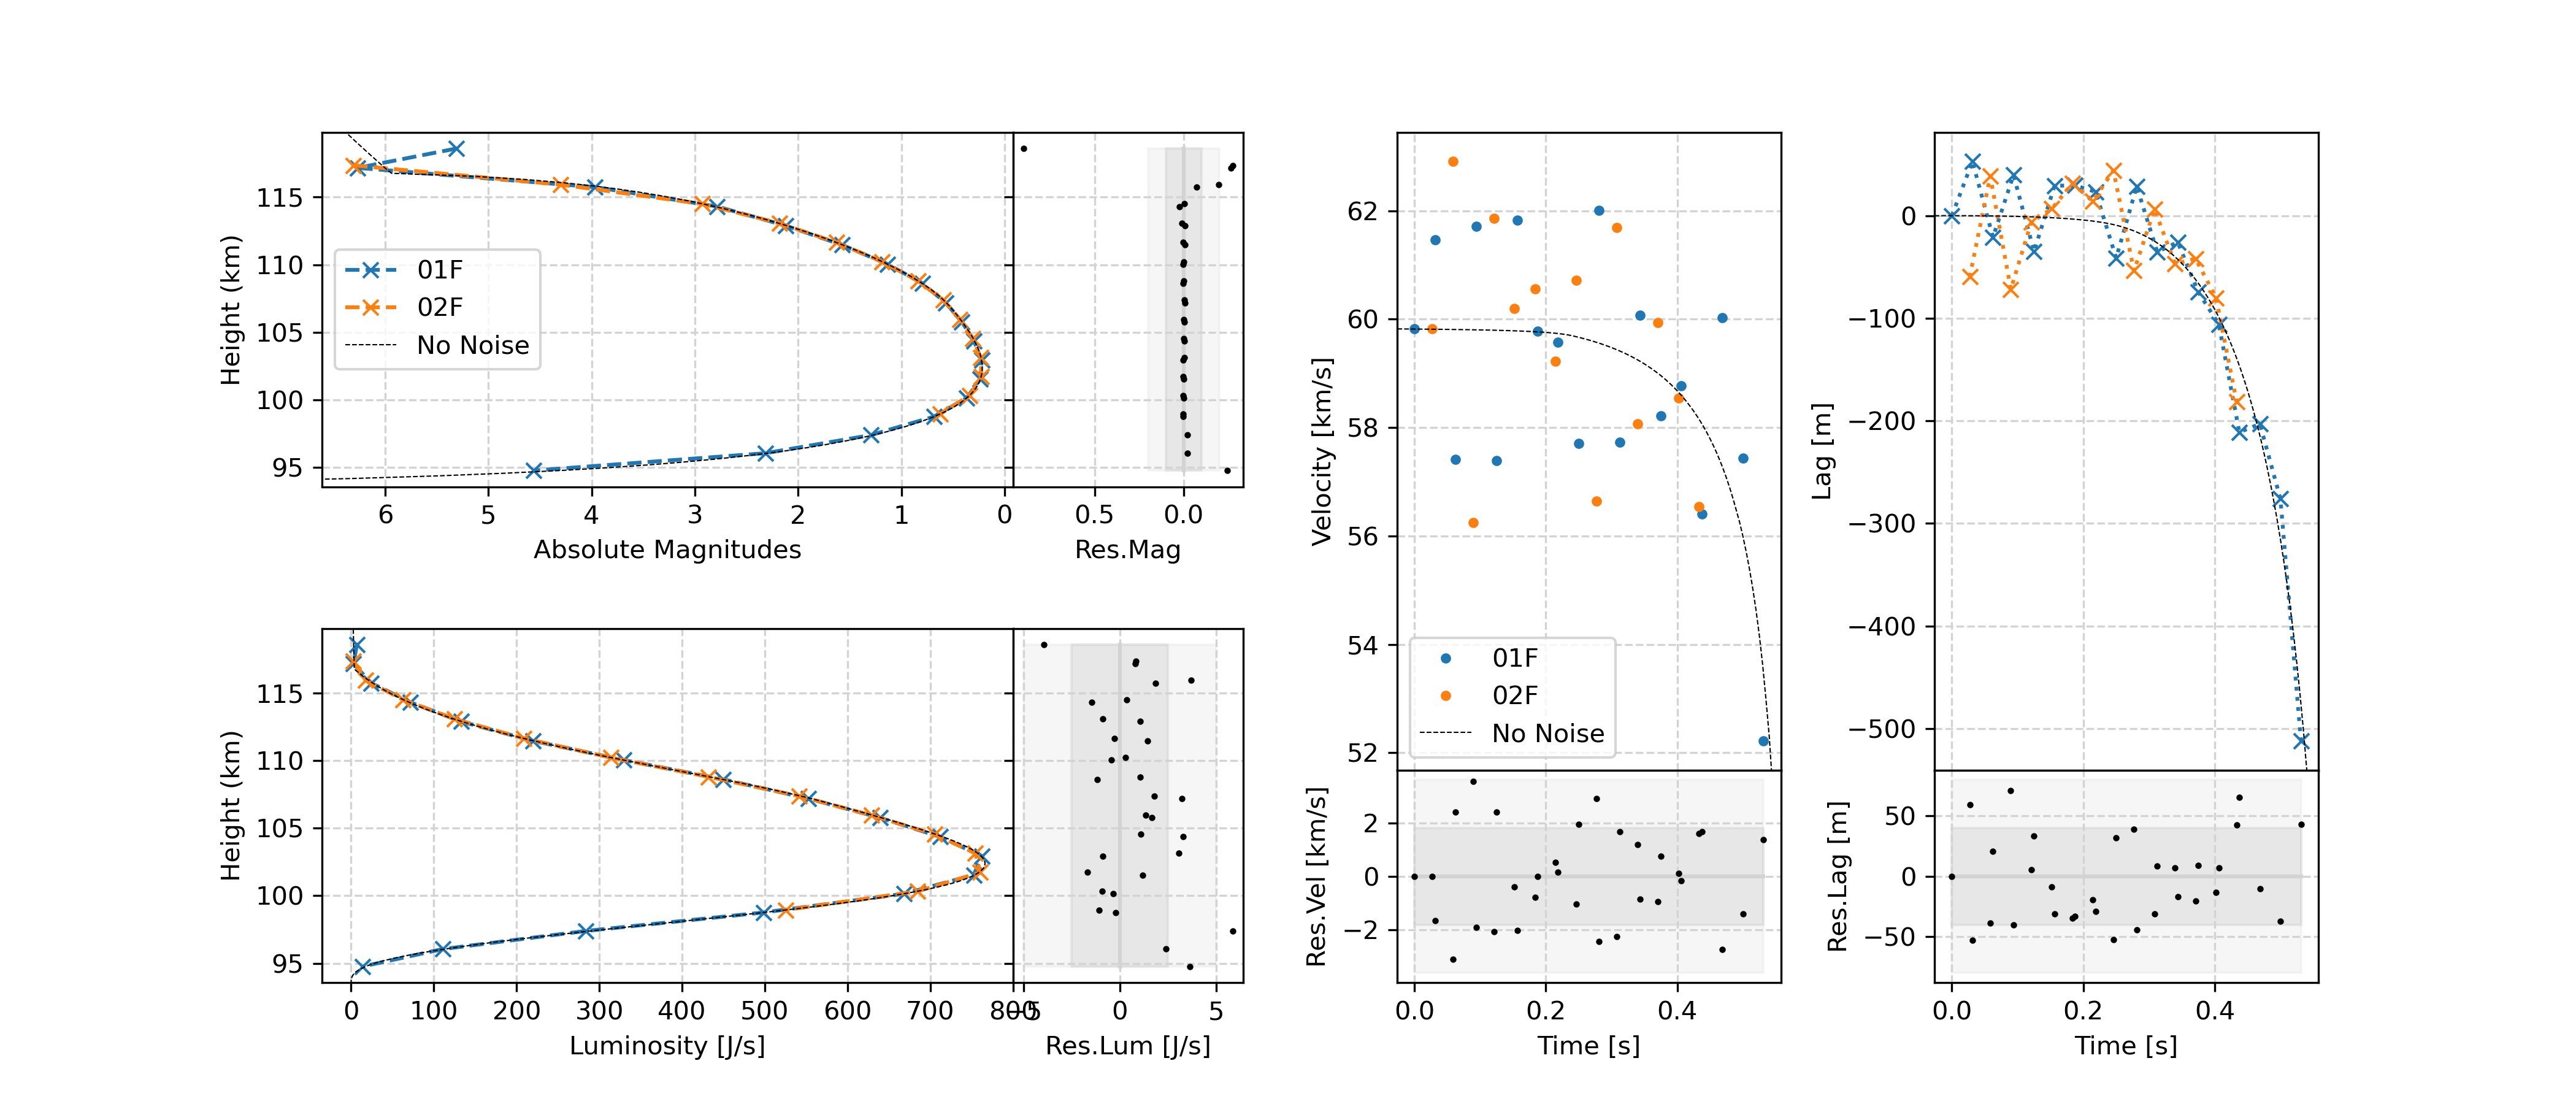 115
110
105
100
95
Height (km)
01F
02F
No Noise
6 5 4 3 2 1 0
Absolute Magnitudes
0.5 0.0
Res.Mag
115
110
105
100
95
Height (km)
0 100 200 300 400 500 600 700 800
Luminosity [J/s]
−5 0 5
Res.Lum [J/s]
62
60
58
56
54
52
Velocity [km/s]
01F
02F
No Noise
2
0
−2
Res.Vel [km/s]
0.0 0.2 0.4
Time [s]
0
−100
−200
−300
−400
−500
Lag [m]
50
0
−50
Res.Lag [m]
0.0 0.2 0.4
Time [s]